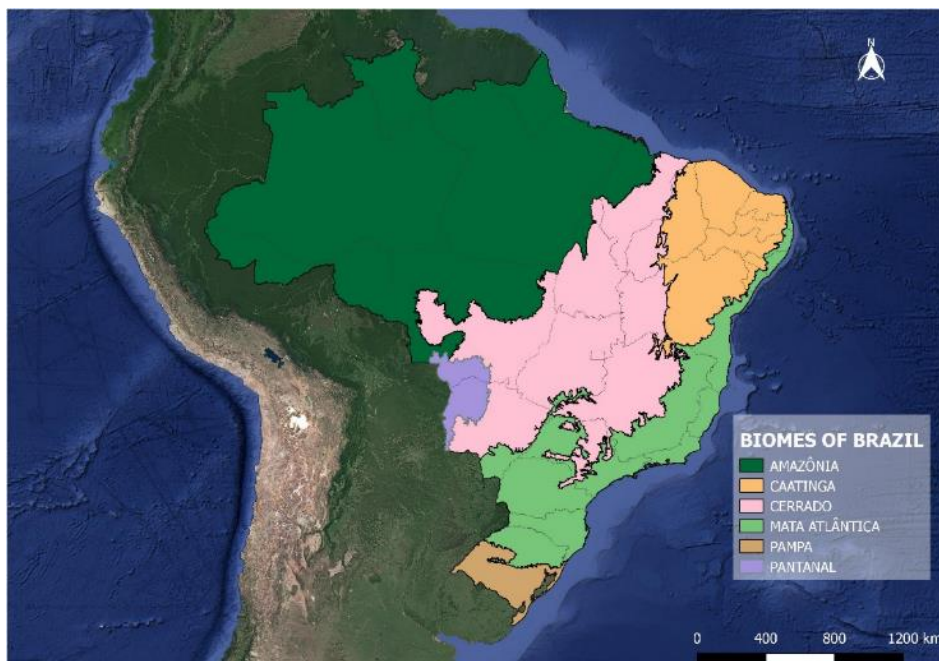 N
BIOMES OF BRAZIL
AMAZÔNIA
CAATINGA
CERRADO
MATA ATLÂNTICA
PAMPA
PANTANAL
0 400 800 1200 km